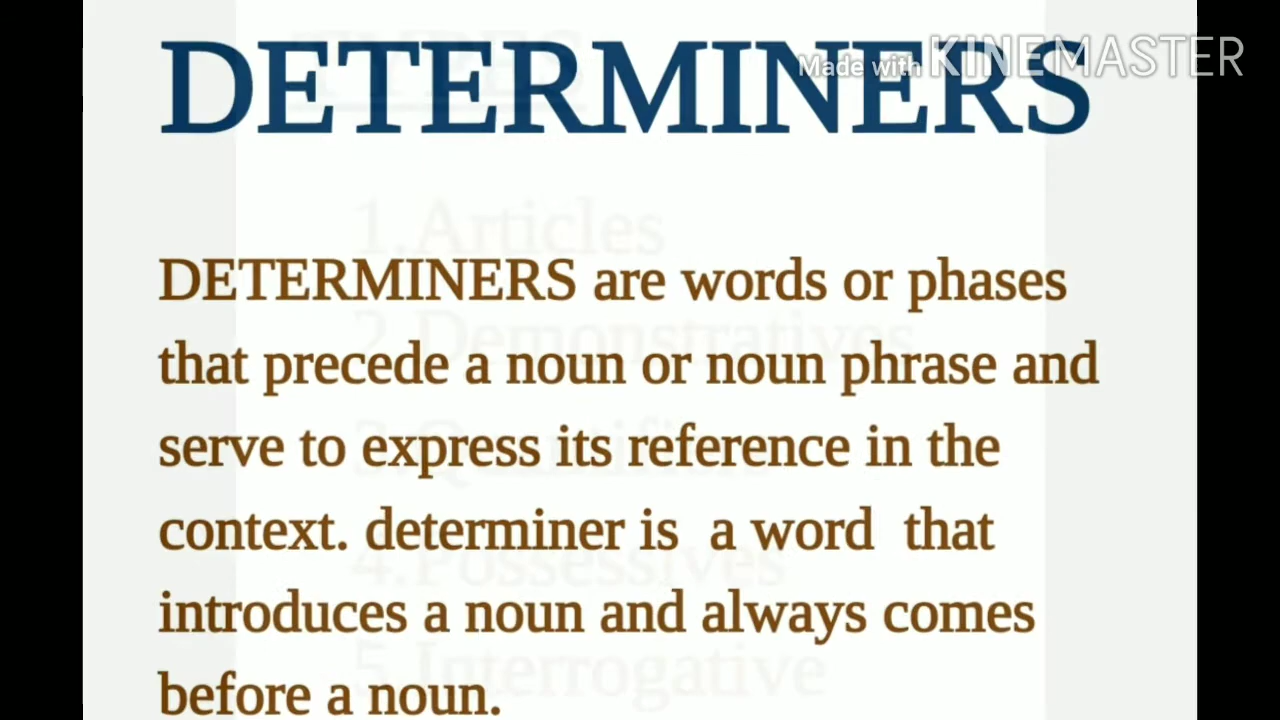 DETERMINERS
Made with KINEMASTER
1.Articles
DETERMINERS are words or phases
2.Demonstratives
that precede a noun or noun phrase and
serve to express its reference in the
context. determiner is a word that
4.Possessives
introduces a noun and always comes
5.Interrogative
before a noun.